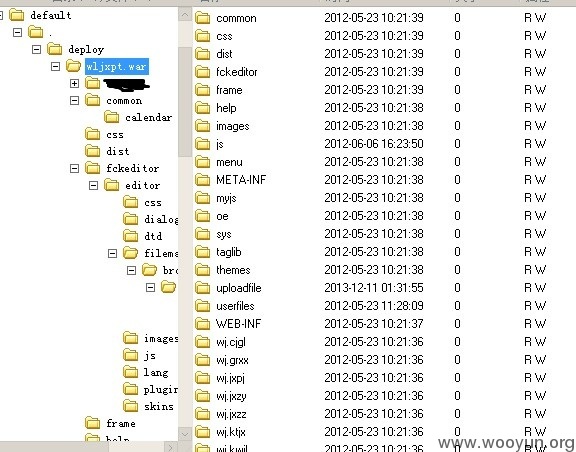 default
.
deploy
wljxpt.war
common
calendar
css
dist
fckeditor
editor
css
dialog
dtd
filema
bro
images
js
lang
plugin
skins
frame
help
common 2012-05-23 10:21:39 0 R W
css 2012-05-23 10:21:39 0 R W
dist 2012-05-23 10:21:39 0 R W
fckeditor 2012-05-23 10:21:39 0 R W
frame 2012-05-23 10:21:39 0 R W
help 2012-05-23 10:21:38 0 R W
images 2012-05-23 10:21:38 0 R W
js 2012-06-06 16:23:50 0 R W
menu 2012-05-23 10:21:38 0 R W
META-INF 2012-05-23 10:21:38 0 R W
myjs 2012-05-23 10:21:38 0 R W
oe 2012-05-23 10:21:38 0 R W
sys 2012-05-23 10:21:38 0 R W
taglib 2012-05-23 10:21:38 0 R W
themes 2012-05-23 10:21:38 0 R W
uploadfile 2013-12-11 01:31:55 0 R W
userfiles 2012-05-23 11:28:09 0 R W
WEB-INF 2012-05-23 10:21:37 0 R W
wj.cjgl 2012-05-23 10:21:36 0 R W
wj.grxx 2012-05-23 10:21:36 0 R W
wj.jxpj 2012-05-23 10:21:36 0 R W
wj.jxzy 2012-05-23 10:21:36 0 R W
wj.jxzz 2012-05-23 10:21:36 0 R W
wj.ktjx 2012-05-23 10:21:36 0 R W
wj.kwjl 2012-05-23 10:21:36 0 R W
www.wooyun.org